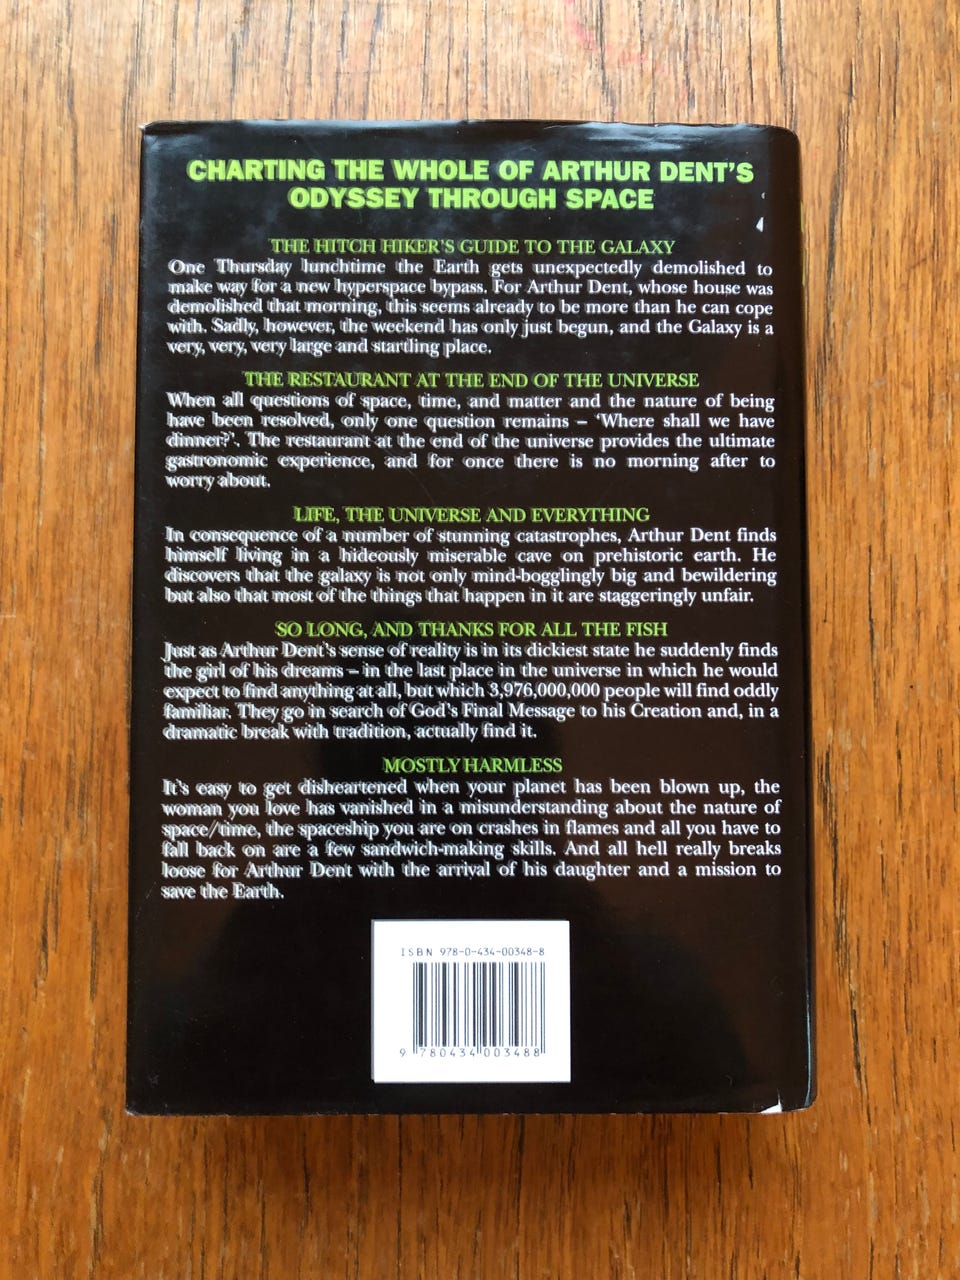 CHARTING THE WHOLE OF ARTHUR DENT'S
ODYSSEY THROUGH SPACE
THE HITCH HIKER'S GUIDE TO THE GALAXY
One Thursday lunchtime the Earth gets unexpectedly demolished to
make way for a new hyperspace bypass. For Arthur Dent, whose house was
demolished that morning, this seems already to be more than he can cope
with. Sadly, however, the weekend has only just begun, and the Galaxy is a
very, very, very large and startling place.
THE RESTAURANT AT THE END OF THE UNIVERSE
When all questions of space, time, and matter and the nature of being
have been resolved, only one question remains – 'Where shall we have
dinner?'. The restaurant at the end of the universe provides the ultimate
gastronomic experience, and for once there is no morning after to
worry about.
LIFE, THE UNIVERSE AND EVERYTHING
In consequence of a number of stunning catastrophes, Arthur Dent finds
himself living in a hideously miserable cave on prehistoric earth. He
discovers that the galaxy is not only mind-bogglingly big and bewildering
but also that most of the things that happen in it are staggeringly unfair.
SO LONG, AND THANKS FOR ALL THE FISH
Just as Arthur Dent's sense of reality is in its dickiest state he suddenly finds
the girl of his dreams – in the last place in the universe in which he would
expect to find anything at all, but which 3,976,000,000 people will find oddly
familiar. They go in search of God's Final Message to his Creation and, in a
dramatic break with tradition, actually find it.
MOSTLY HARMLESS
It's easy to get disheartened when your planet has been blown up, the
woman you love has vanished in a misunderstanding about the nature of
space/time, the spaceship you are on crashes in flames and all you have to
fall back on are a few sandwich-making skills. And all hell really breaks
loose for Arthur Dent with the arrival of his daughter and a mission to
save the Earth.
ISBN 978-0-434-00348-8
9 780434 003488